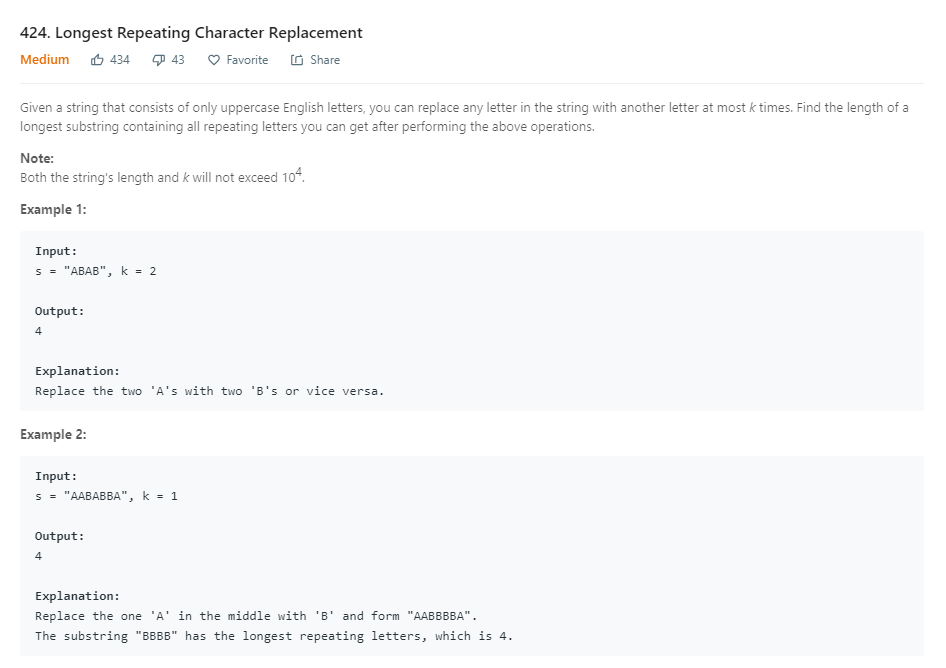 424. Longest Repeating Character Replacement
Medium 434 43 Favorite Share
Given a string that consists of only uppercase English letters, you can replace any letter in the string with another letter at most k times. Find the length of a
longest substring containing all repeating letters you can get after performing the above operations.
Note:
Both the string's length and k will not exceed 10⁴.
Example 1:
Input:
s = "ABAB", k = 2
Output:
4
Explanation:
Replace the two 'A's with two 'B's or vice versa.
Example 2:
Input:
s = "AABABBA", k = 1
Output:
4
Explanation:
Replace the one 'A' in the middle with 'B' and form "AABBBBA".
The substring "BBBB" has the longest repeating letters, which is 4.